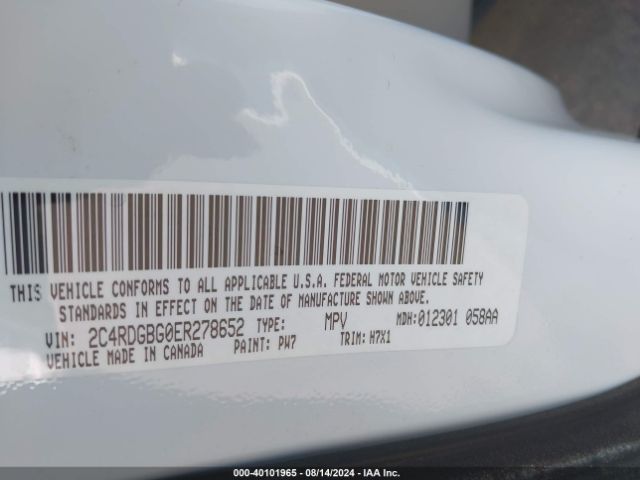 THIS VEHICLE CONFORMS TO ALL APPLICABLE U.S.A. FEDERAL MOTOR VEHICLE SAFETY
STANDARDS IN EFFECT ON THE DATE OF MANUFACTURE SHOWN ABOVE.
VIN: 2C4RDGBG0ER278652 TYPE: MPV MDH:012301 058AA
VEHICLE MADE IN CANADA PAINT: PW7 TRIM: H7X1
000-40101965 - 08/14/2024 - IAA Inc.